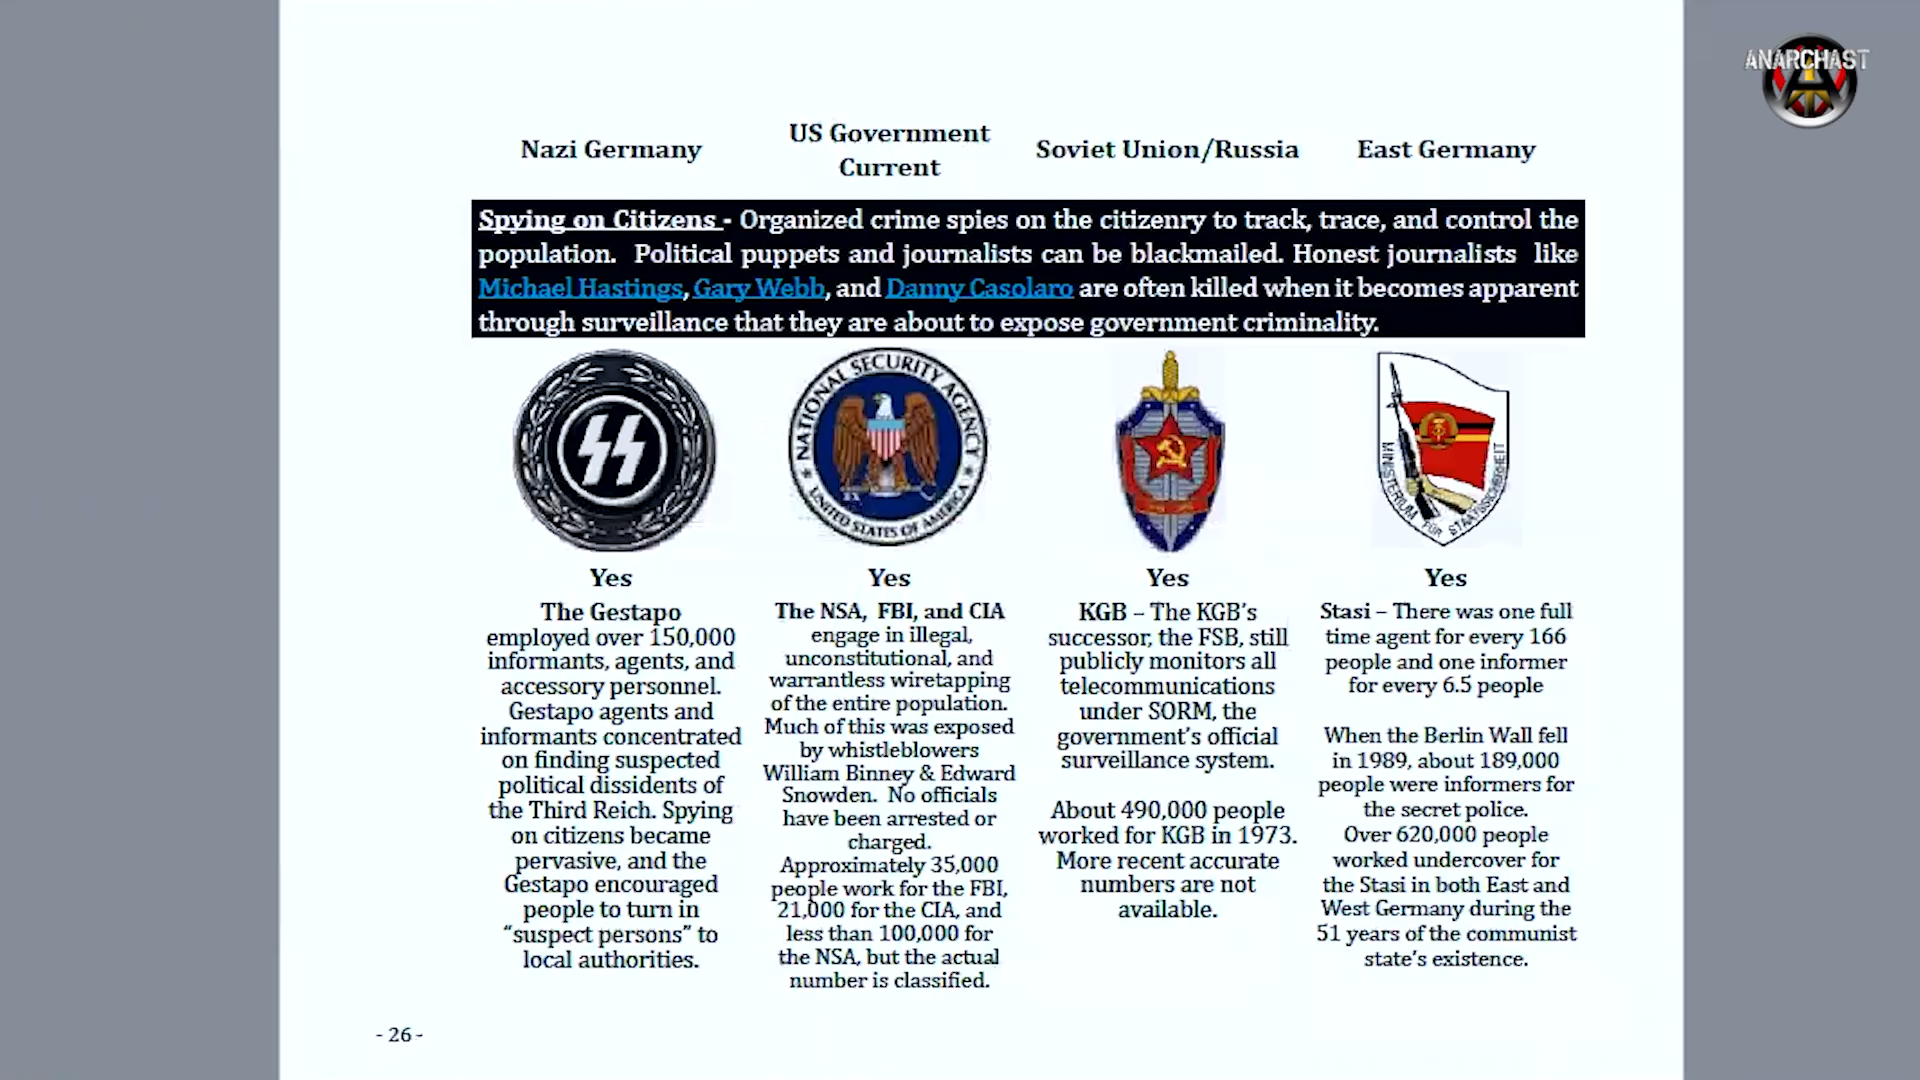 ANARCHAST
Nazi Germany
US Government
Current
Soviet Union/Russia
East Germany
Spying on Citizens - Organized crime spies on the citizenry to track, trace, and control the
population. Political puppets and journalists can be blackmailed. Honest journalists like
Michael Hastings, Gary Webb, and Danny Casolaro are often killed when it becomes apparent
through surveillance that they are about to expose government criminality.
NATIONAL SECURITY AGENCY
UNITED STATES OF AMERICA
MINISTERIUM FÜR STAATSSICHERHEIT
Yes
The Gestapo
employed over 150,000
informants, agents, and
accessory personnel.
Gestapo agents and
informants concentrated
on finding suspected
political dissidents of
the Third Reich. Spying
on citizens became
pervasive, and the
Gestapo encouraged
people to turn in
“suspect persons” to
local authorities.
Yes
The NSA, FBI, and CIA
engage in illegal,
unconstitutional, and
warrantless wiretapping
of the entire population.
Much of this was exposed
by whistleblowers
William Binney & Edward
Snowden. No officials
have been arrested or
charged.
Approximately 35,000
people work for the FBI,
21,000 for the CIA, and
less than 100,000 for
the NSA, but the actual
number is classified.
Yes
KGB – The KGB’s
successor, the FSB, still
publicly monitors all
telecommunications
under SORM, the
government’s official
surveillance system.
About 490,000 people
worked for KGB in 1973.
More recent accurate
numbers are not
available.
Yes
Stasi – There was one full
time agent for every 166
people and one informer
for every 6.5 people
When the Berlin Wall fell
in 1989, about 189,000
people were informers for
the secret police.
Over 620,000 people
worked undercover for
the Stasi in both East and
West Germany during the
51 years of the communist
state’s existence.
- 26 -